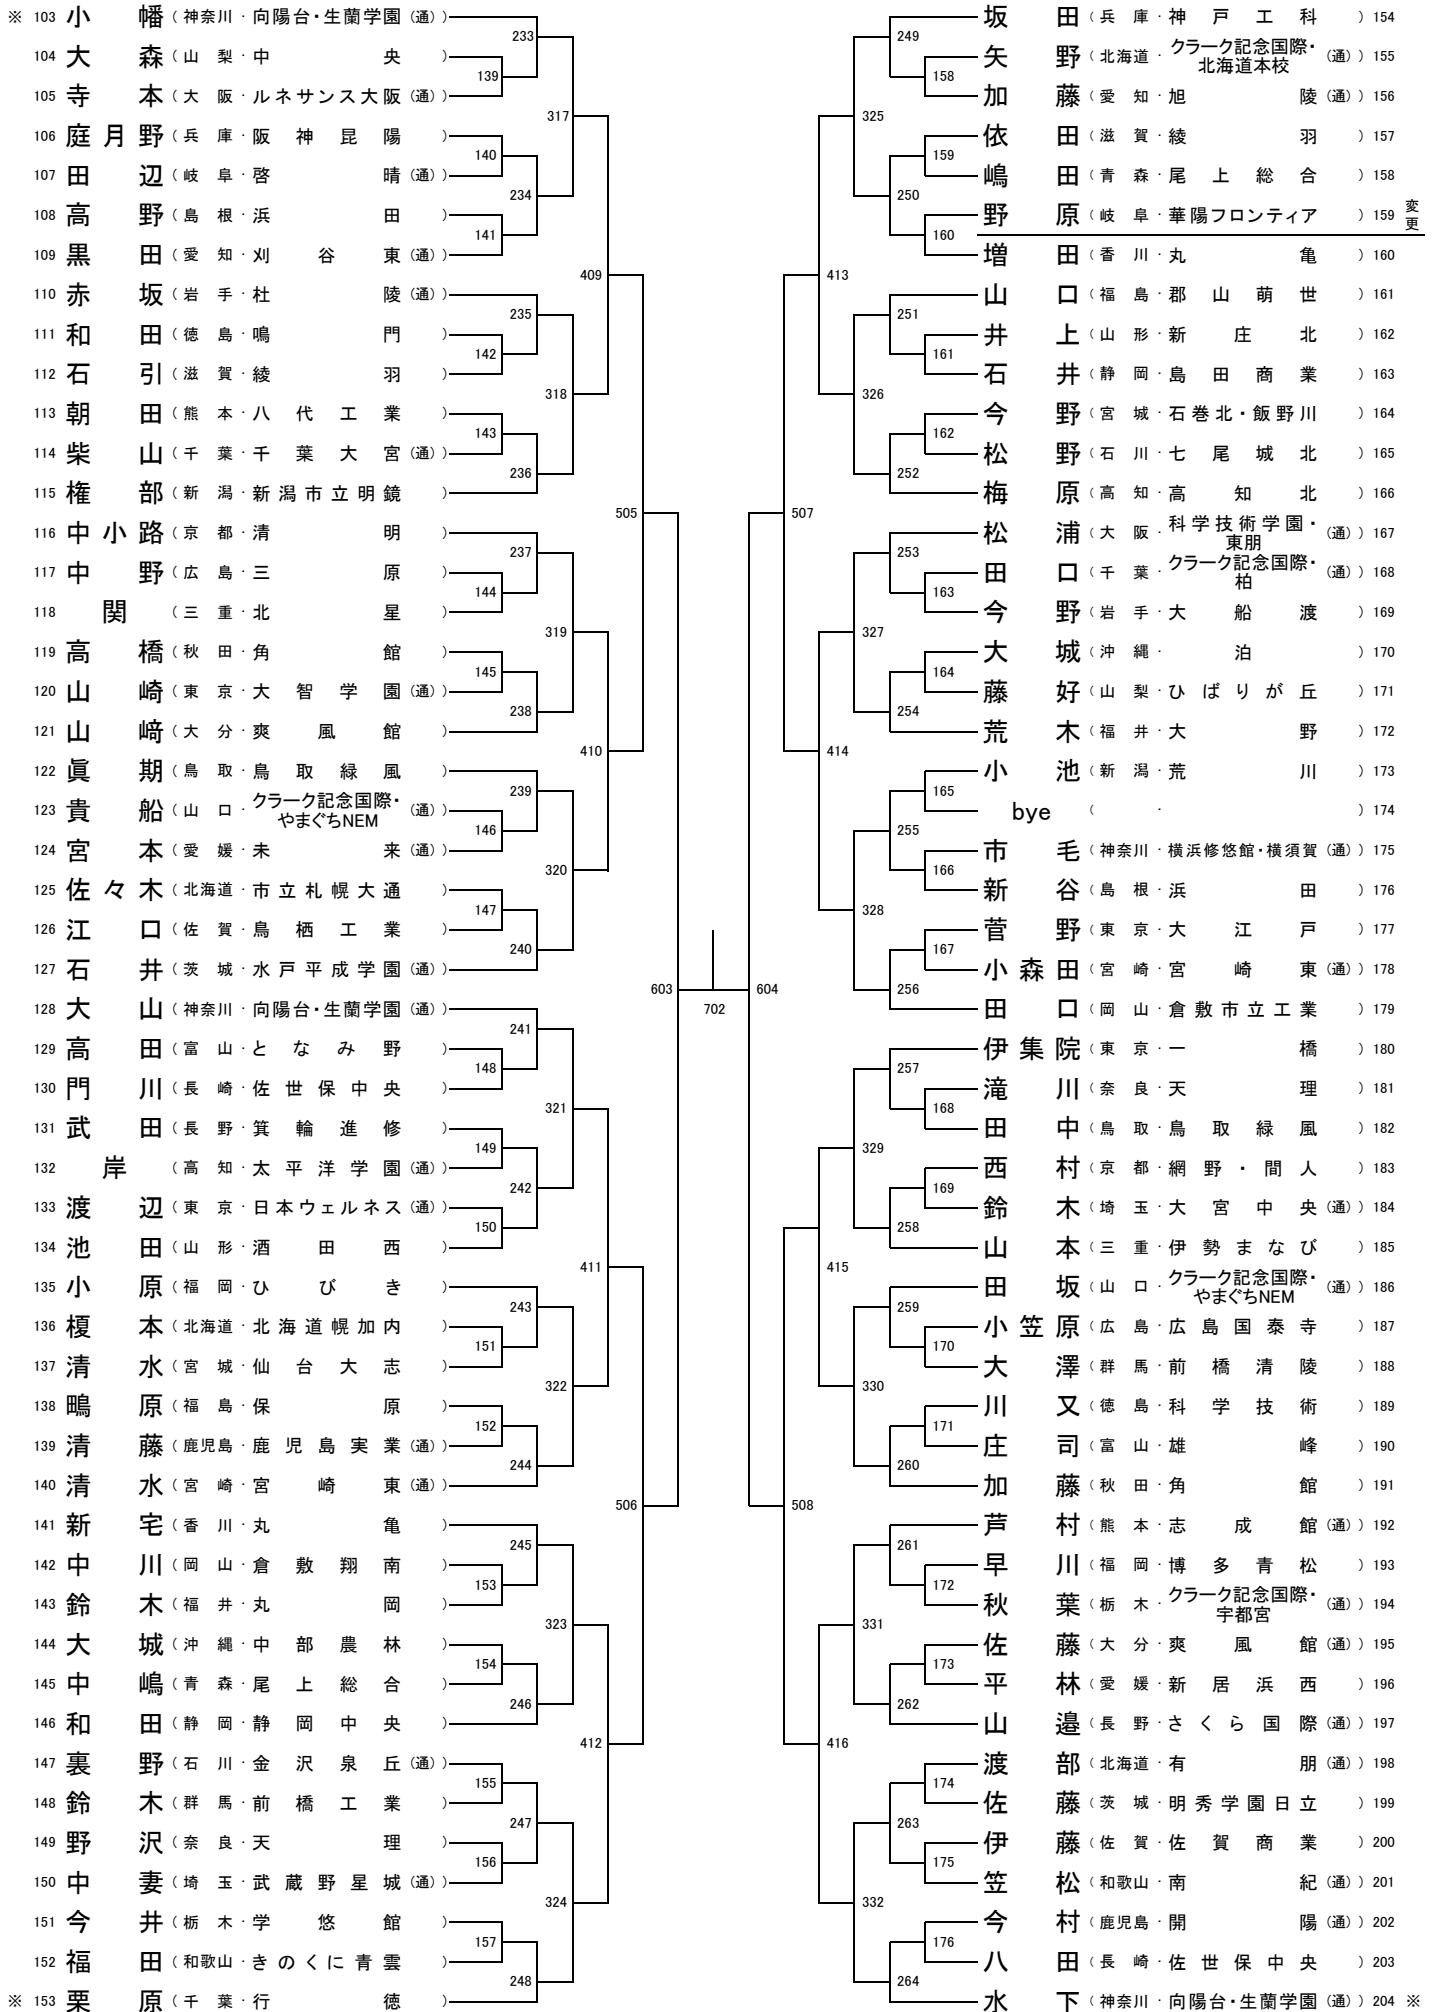 ※ 103 小幡 (神奈川・向陽台・生蘭学園(通))
104 大森 (山梨・中央)
105 寺本 (大阪・ルネサンス大阪(通))
106 庭月野 (兵庫・阪神昆陽)
107 田辺 (岐阜・啓晴(通))
108 高野 (島根・浜田)
109 黒田 (愛知・刈谷東(通))
110 赤坂 (岩手・杜陵(通))
111 和田 (徳島・鳴門)
112 石引 (滋賀・綾羽)
113 朝田 (熊本・八代工業)
114 柴山 (千葉・千葉大宮(通))
115 権部 (新潟・新潟市立明鏡)
116 中小路 (京都・清明)
117 中野 (広島・三原)
118 関 (三重・北星)
119 高橋 (秋田・角館)
120 山崎 (東京・大智学園(通))
121 山﨑 (大分・爽風館)
122 眞期 (鳥取・鳥取緑風)
123 貴船 (山口・クラーク記念国際・やまぐちNEM(通))
124 宮本 (愛媛・未来(通))
125 佐々木 (北海道・市立札幌大通)
126 江口 (佐賀・鳥栖工業)
127 石井 (茨城・水戸平成学園(通))
128 大山 (神奈川・向陽台・生蘭学園(通))
129 高田 (富山・となみ野)
130 門川 (長崎・佐世保中央)
131 武田 (長野・箕輪進修)
132 岸 (高知・太平洋学園(通))
133 渡辺 (東京・日本ウェルネス(通))
134 池田 (山形・酒田西)
135 小原 (福岡・ひびき)
136 榎本 (北海道・北海道幌加内)
137 清水 (宮城・仙台大志)
138 鴫原 (福島・保原)
139 清藤 (鹿児島・鹿児島実業(通))
140 清水 (宮崎・宮崎東(通))
141 新宅 (香川・丸亀)
142 中川 (岡山・倉敷翔南)
143 鈴木 (福井・丸岡)
144 大城 (沖縄・中部農林)
145 中嶋 (青森・尾上総合)
146 和田 (静岡・静岡中央)
147 裏野 (石川・金沢泉丘(通))
148 鈴木 (群馬・前橋工業)
149 野沢 (奈良・天理)
150 中妻 (埼玉・武蔵野星城(通))
151 今井 (栃木・学悠館)
152 福田 (和歌山・きのくに青雲)
※ 153 栗原 (千葉・行徳)
233
139
317
140
234
141
409
235
142
318
143
236
505
237
144
319
145
238
410
239
146
320
147
240
603
702
604
241
148
321
149
242
150
411
243
151
322
152
244
506
245
153
323
154
246
412
155
247
156
324
157
248
249
158
325
159
250
160
413
251
161
326
162
252
507
253
163
327
164
254
414
165
255
166
328
167
256
257
168
329
169
258
415
259
170
330
171
260
508
261
172
331
173
262
416
174
263
175
332
176
264
坂田 (兵庫・神戸工科) 154
矢野 (北海道・クラーク記念国際・北海道本校(通)) 155
加藤 (愛知・旭陵(通)) 156
依田 (滋賀・綾羽) 157
嶋田 (青森・尾上総合) 158
野原 (岐阜・華陽フロンティア) 159 変更
増田 (香川・丸亀) 160
山口 (福島・郡山萌世) 161
井上 (山形・新庄北) 162
石井 (静岡・島田商業) 163
今野 (宮城・石巻北・飯野川) 164
松野 (石川・七尾城北) 165
梅原 (高知・高知北) 166
松浦 (大阪・科学技術学園・東朋(通)) 167
田口 (千葉・クラーク記念国際・柏(通)) 168
今野 (岩手・大船渡) 169
大城 (沖縄・泊) 170
藤好 (山梨・ひばりが丘) 171
荒木 (福井・大野) 172
小池 (新潟・荒川) 173
bye (・) 174
市毛 (神奈川・横浜修悠館・横須賀(通)) 175
新谷 (島根・浜田) 176
菅野 (東京・大江戸) 177
小森田 (宮崎・宮崎東(通)) 178
田口 (岡山・倉敷市立工業) 179
伊集院 (東京・一橋) 180
滝川 (奈良・天理) 181
田中 (鳥取・鳥取緑風) 182
西村 (京都・網野・間人) 183
鈴木 (埼玉・大宮中央(通)) 184
山本 (三重・伊勢まなび) 185
田坂 (山口・クラーク記念国際・やまぐちNEM(通)) 186
小笠原 (広島・広島国泰寺) 187
大澤 (群馬・前橋清陵) 188
川又 (徳島・科学技術) 189
庄司 (富山・雄峰) 190
加藤 (秋田・角館) 191
芦村 (熊本・志成館(通)) 192
早川 (福岡・博多青松) 193
秋葉 (栃木・クラーク記念国際・宇都宮(通)) 194
佐藤 (大分・爽風館(通)) 195
平林 (愛媛・新居浜西) 196
山邉 (長野・さくら国際(通)) 197
渡部 (北海道・有朋(通)) 198
佐藤 (茨城・明秀学園日立) 199
伊藤 (佐賀・佐賀商業) 200
笠松 (和歌山・南紀(通)) 201
今村 (鹿児島・開陽(通)) 202
八田 (長崎・佐世保中央) 203
水下 (神奈川・向陽台・生蘭学園(通)) 204 ※